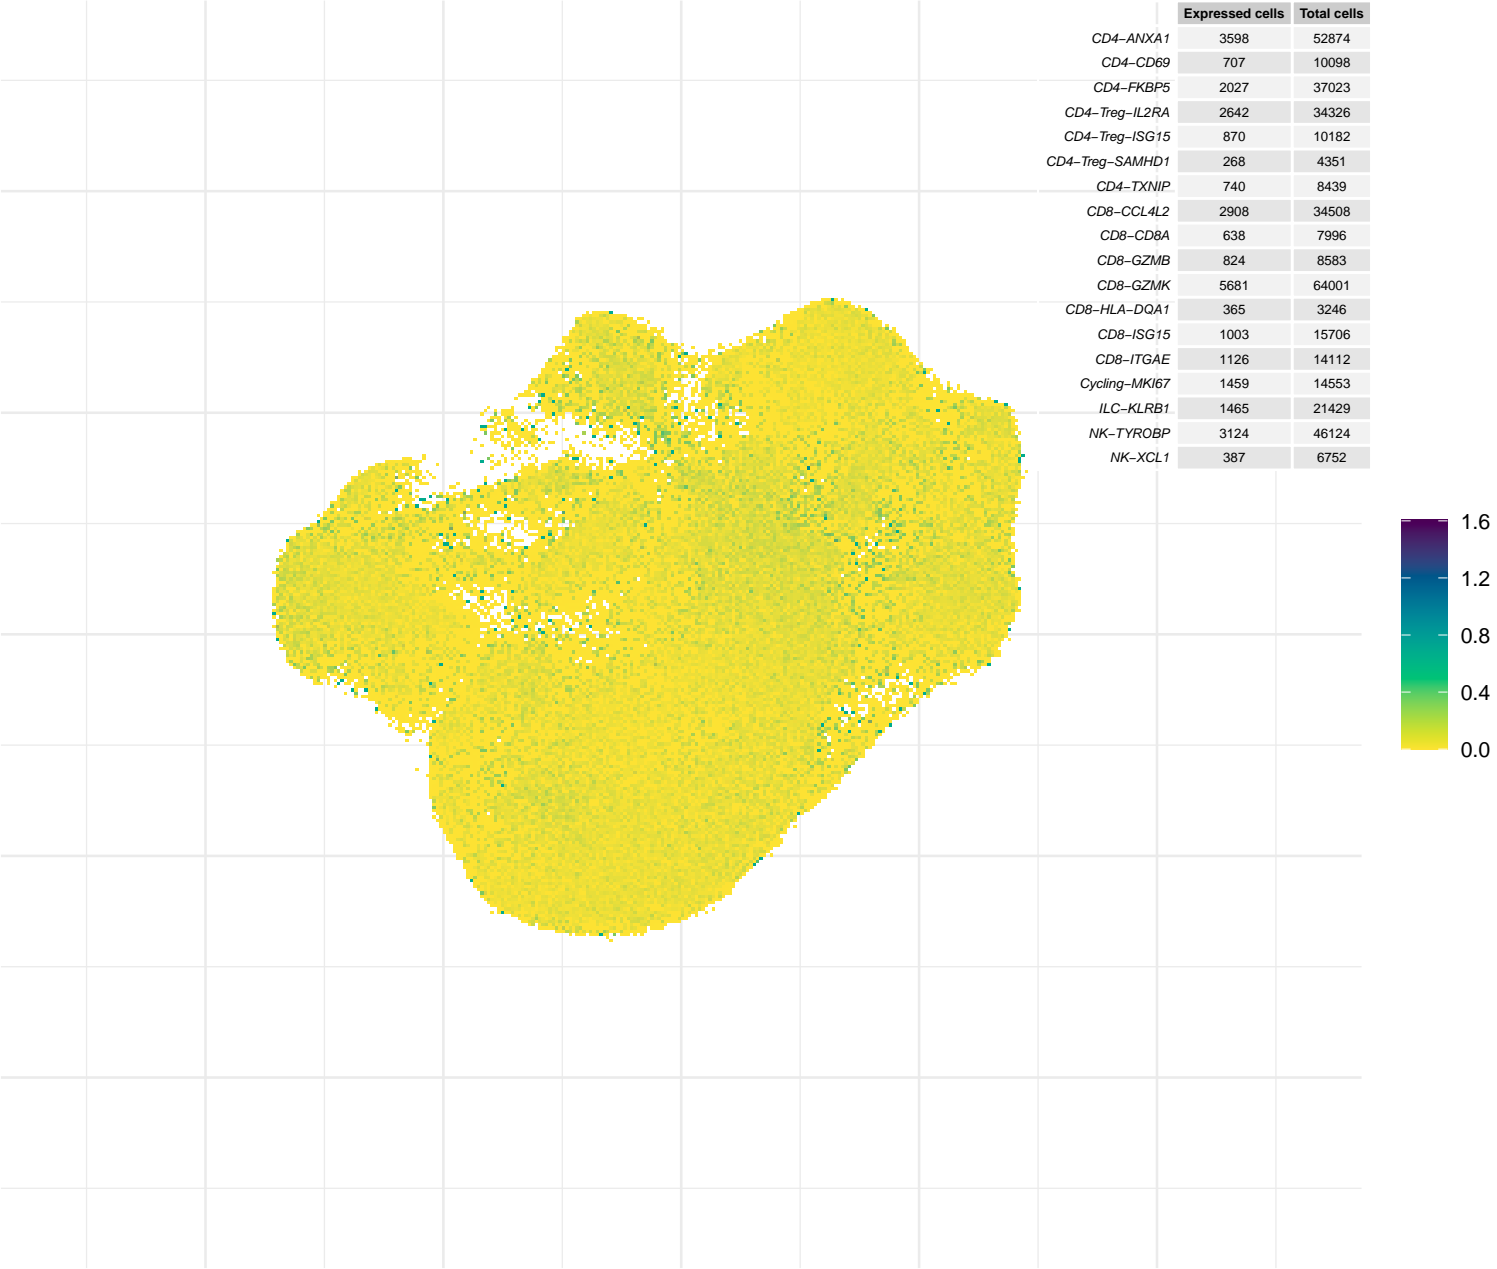 Expressed cells Total cells
CD4−ANXA1 3598 52874
CD4−CD69 707 10098
CD4−FKBP5 2027 37023
CD4−Treg−IL2RA 2642 34326
CD4−Treg−ISG15 870 10182
CD4−Treg−SAMHD1 268 4351
CD4−TXNIP 740 8439
CD8−CCL4L2 2908 34508
CD8−CD8A 638 7996
CD8−GZMB 824 8583
CD8−GZMK 5681 64001
CD8−HLA−DQA1 365 3246
CD8−ISG15 1003 15706
CD8−ITGAE 1126 14112
Cycling−MKI67 1459 14553
ILC−KLRB1 1465 21429
NK−TYROBP 3124 46124
NK−XCL1 387 6752
1.6
1.2
0.8
0.4
0.0